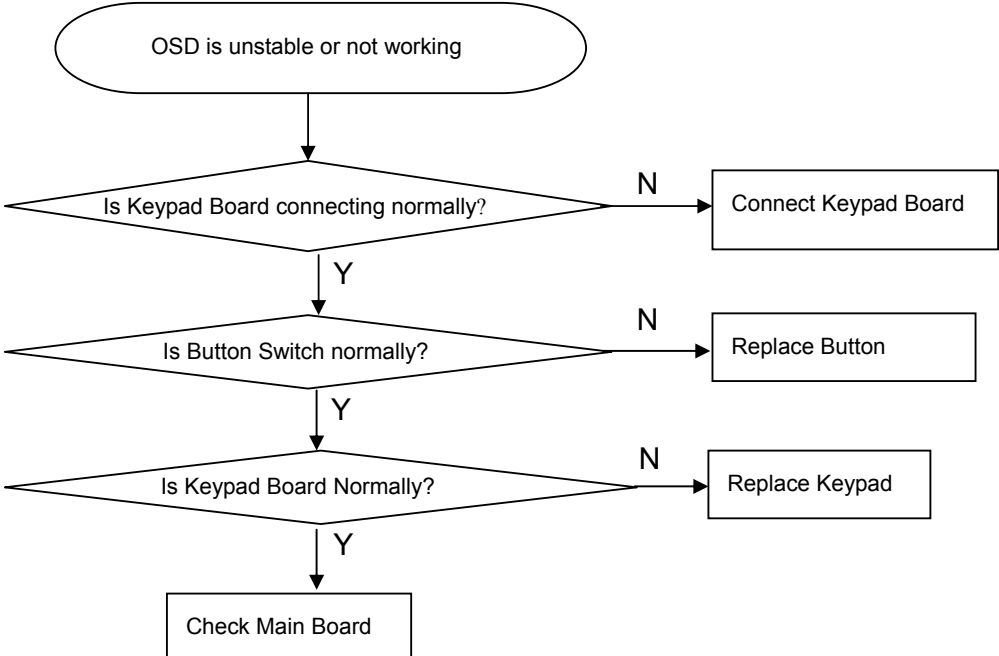 OSD is unstable or not working
Is Keypad Board connecting normally?
N
Connect Keypad Board
Y
Is Button Switch normally?
N
Replace Button
Y
Is Keypad Board Normally?
N
Replace Keypad
Y
Check Main Board